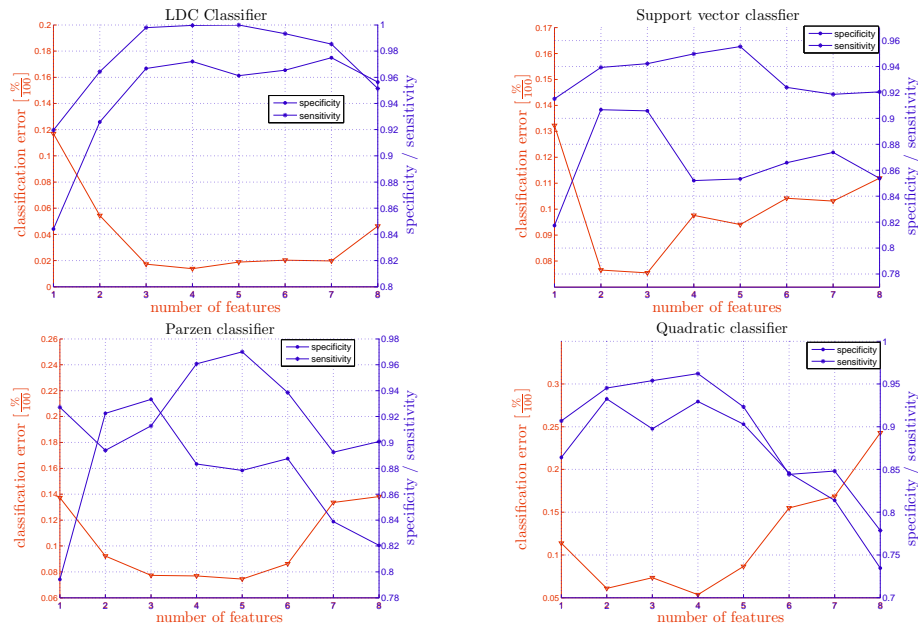 LDC Classifier
0.2
0.18
0.16
0.14
0.12
0.1
0.08
0.06
0.04
0.02
0
classification error [%/100]
1
0.98
0.96
0.94
0.92
0.9
0.88
0.86
0.84
0.82
0.8
specificity / sensitivity
specificity
sensitivity
1 2 3 4 5 6 7 8
number of features
Support vector classfier
0.17
0.16
0.15
0.14
0.13
0.12
0.11
0.1
0.09
0.08
classification error [%/100]
0.96
0.94
0.92
0.9
0.88
0.86
0.84
0.82
0.8
0.78
specificity / sensitivity
specificity
sensitivity
1 2 3 4 5 6 7 8
number of features
Parzen classifier
0.26
0.24
0.22
0.2
0.18
0.16
0.14
0.12
0.1
0.08
0.06
classification error [%/100]
0.98
0.96
0.94
0.92
0.9
0.88
0.86
0.84
0.82
0.8
0.78
specificity / sensitivity
specificity
sensitivity
1 2 3 4 5 6 7 8
number of features
Quadratic classifier
0.3
0.25
0.2
0.15
0.1
0.05
classification error [%/100]
1
0.95
0.9
0.85
0.8
0.75
0.7
specificity / sensitivity
specificity
sensitivity
1 2 3 4 5 6 7 8
number of features